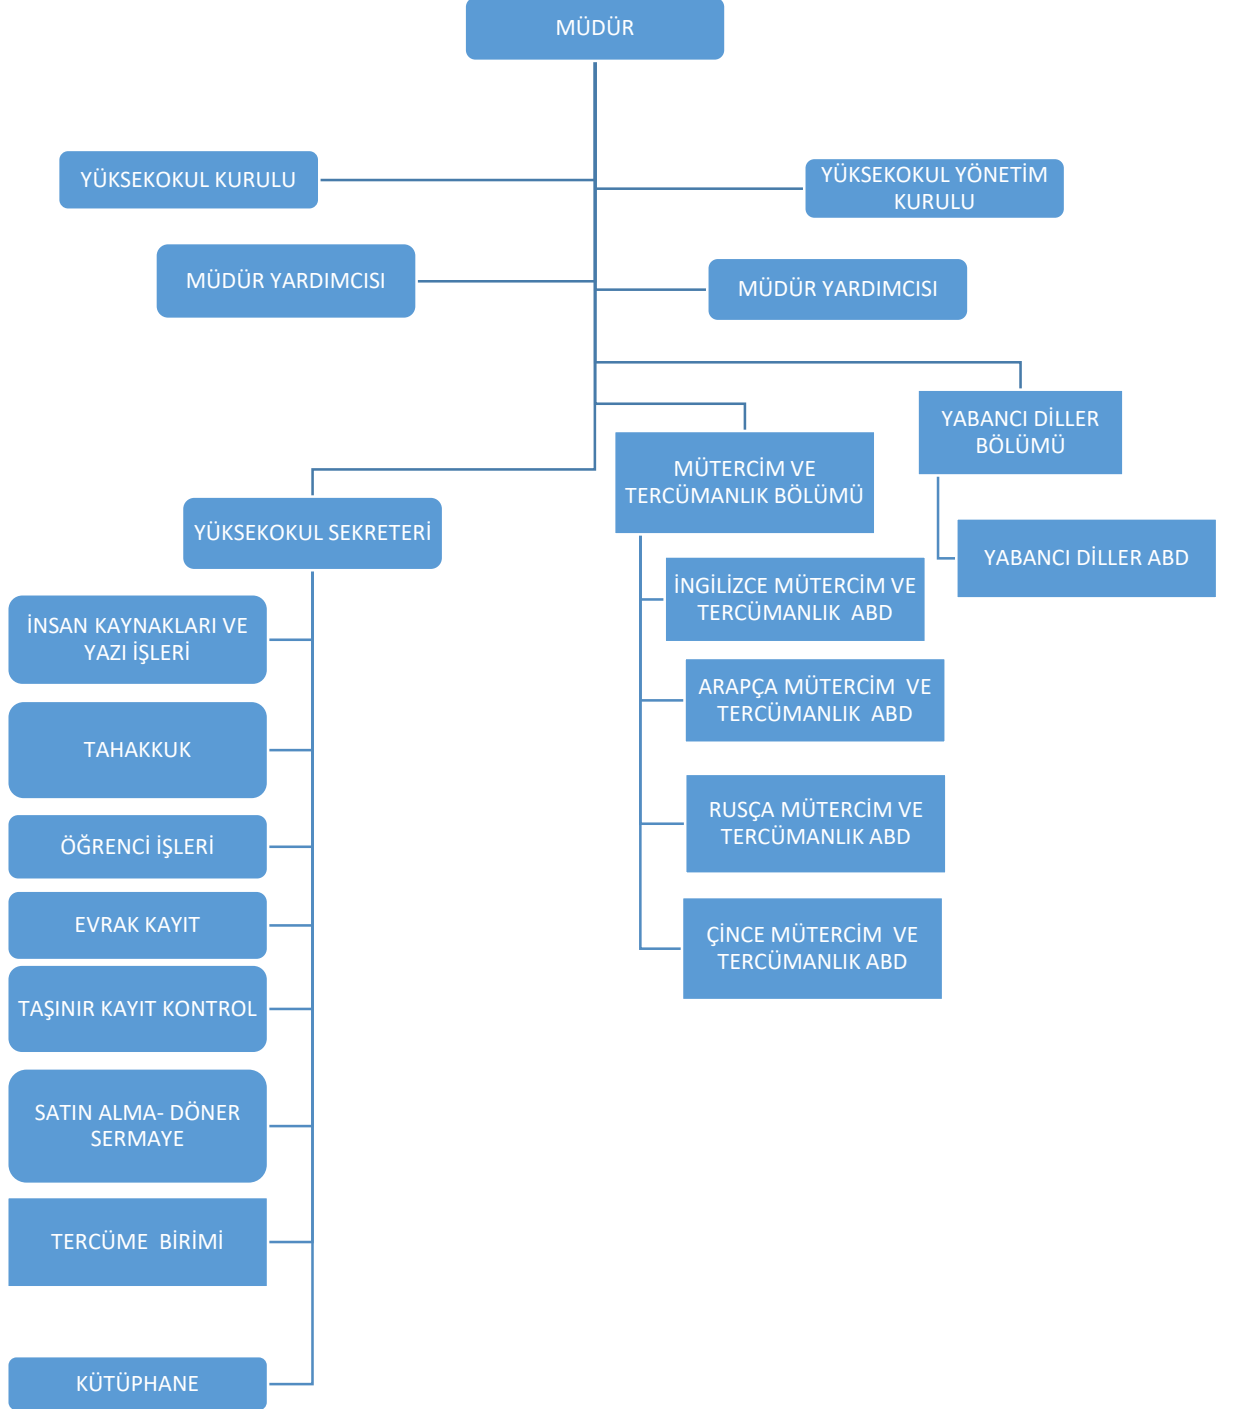 MÜDÜR
YÜKSEKOKUL KURULU
YÜKSEKOKUL YÖNETİM
KURULU
MÜDÜR YARDIMCISI
MÜDÜR YARDIMCISI
YABANCI DİLLER
BÖLÜMÜ
MÜTERCİM VE
TERCÜMANLIK BÖLÜMÜ
YÜKSEKOKUL SEKRETERİ
YABANCI DİLLER ABD
İNGİLİZCE MÜTERCİM VE
TERCÜMANLIK  ABD
ARAPÇA MÜTERCİM  VE
TERCÜMANLIK  ABD
RUSÇA MÜTERCİM VE
TERCÜMANLIK ABD
ÇİNCE MÜTERCİM  VE
TERCÜMANLIK ABD
İNSAN KAYNAKLARI VE
YAZI İŞLERİ
TAHAKKUK
ÖĞRENCİ İŞLERİ
EVRAK KAYIT
TAŞINIR KAYIT KONTROL
SATIN ALMA- DÖNER
SERMAYE
TERCÜME  BİRİMİ
KÜTÜPHANE